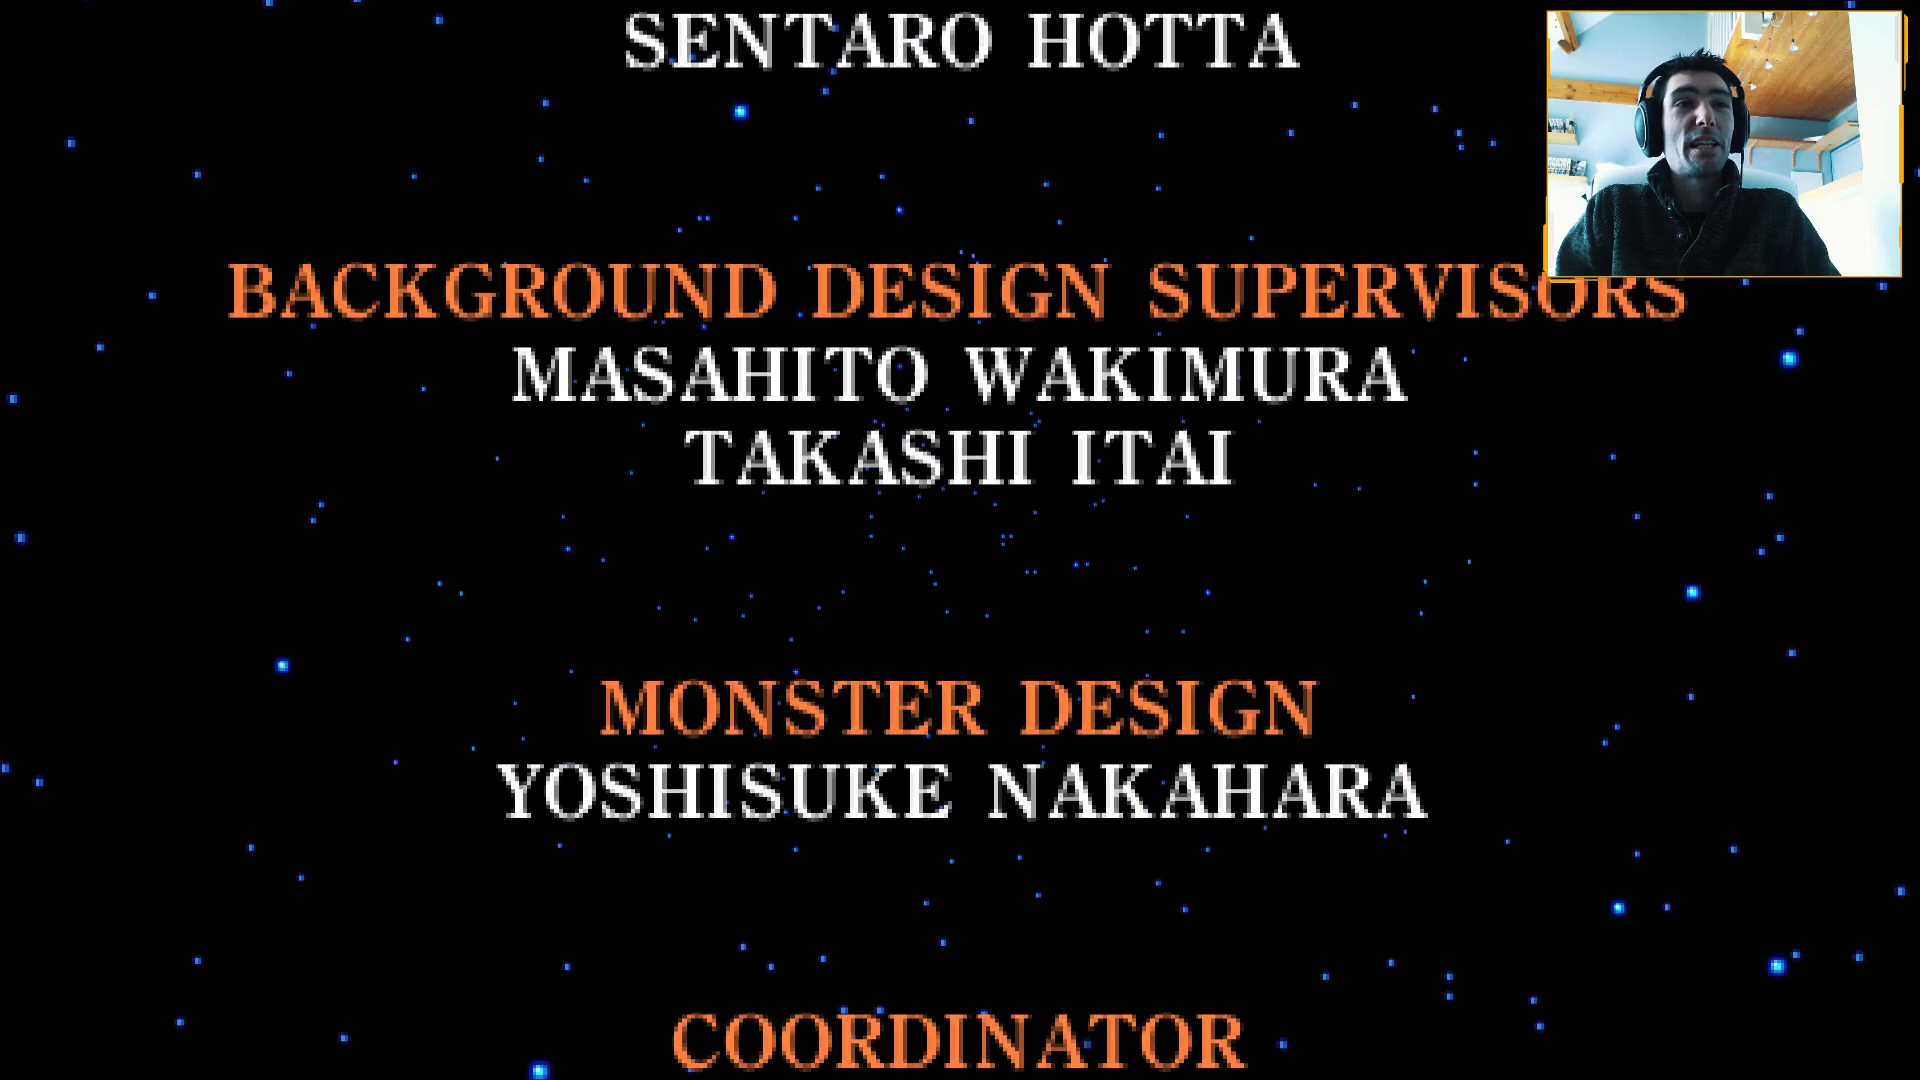 SENTARO HOTTA
BACKGROUND DESIGN SUPERVISORS
MASAHITO WAKIMURA
TAKASHI ITAI
MONSTER DESIGN
YOSHISUKE NAKAHARA
COORDINATOR